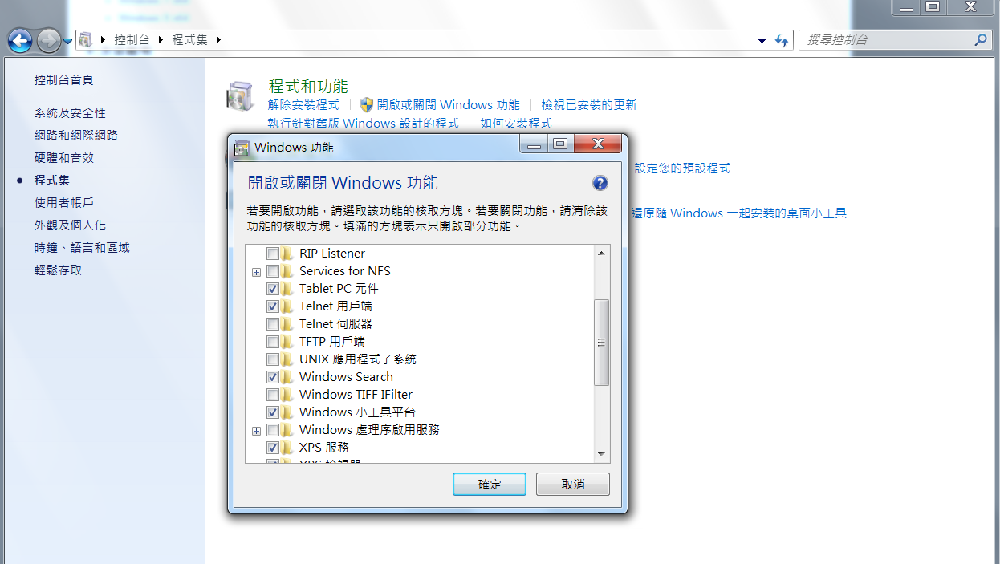 控制台 程式集
搜尋控制台
控制台首頁
系統及安全性
網路和網際網路
硬體和音效
程式集
使用者帳戶
外觀及個人化
時鐘、語言和區域
輕鬆存取
程式和功能
解除安裝程式 開啟或關閉 Windows 功能 檢視已安裝的更新
執行針對舊版 Windows 設計的程式 如何安裝程式
設定您的預設程式
還原隨 Windows 一起安裝的桌面小工具
Windows 功能
開啟或關閉 Windows 功能
若要開啟功能，請選取該功能的核取方塊。若要關閉功能，請清除該
功能的核取方塊。填滿的方塊表示只開啟部分功能。
RIP Listener
Services for NFS
Tablet PC 元件
Telnet 用戶端
Telnet 伺服器
TFTP 用戶端
UNIX 應用程式子系統
Windows Search
Windows TIFF IFilter
Windows 小工具平台
Windows 處理序啟用服務
XPS 服務
XPS 檢視器
確定 取消